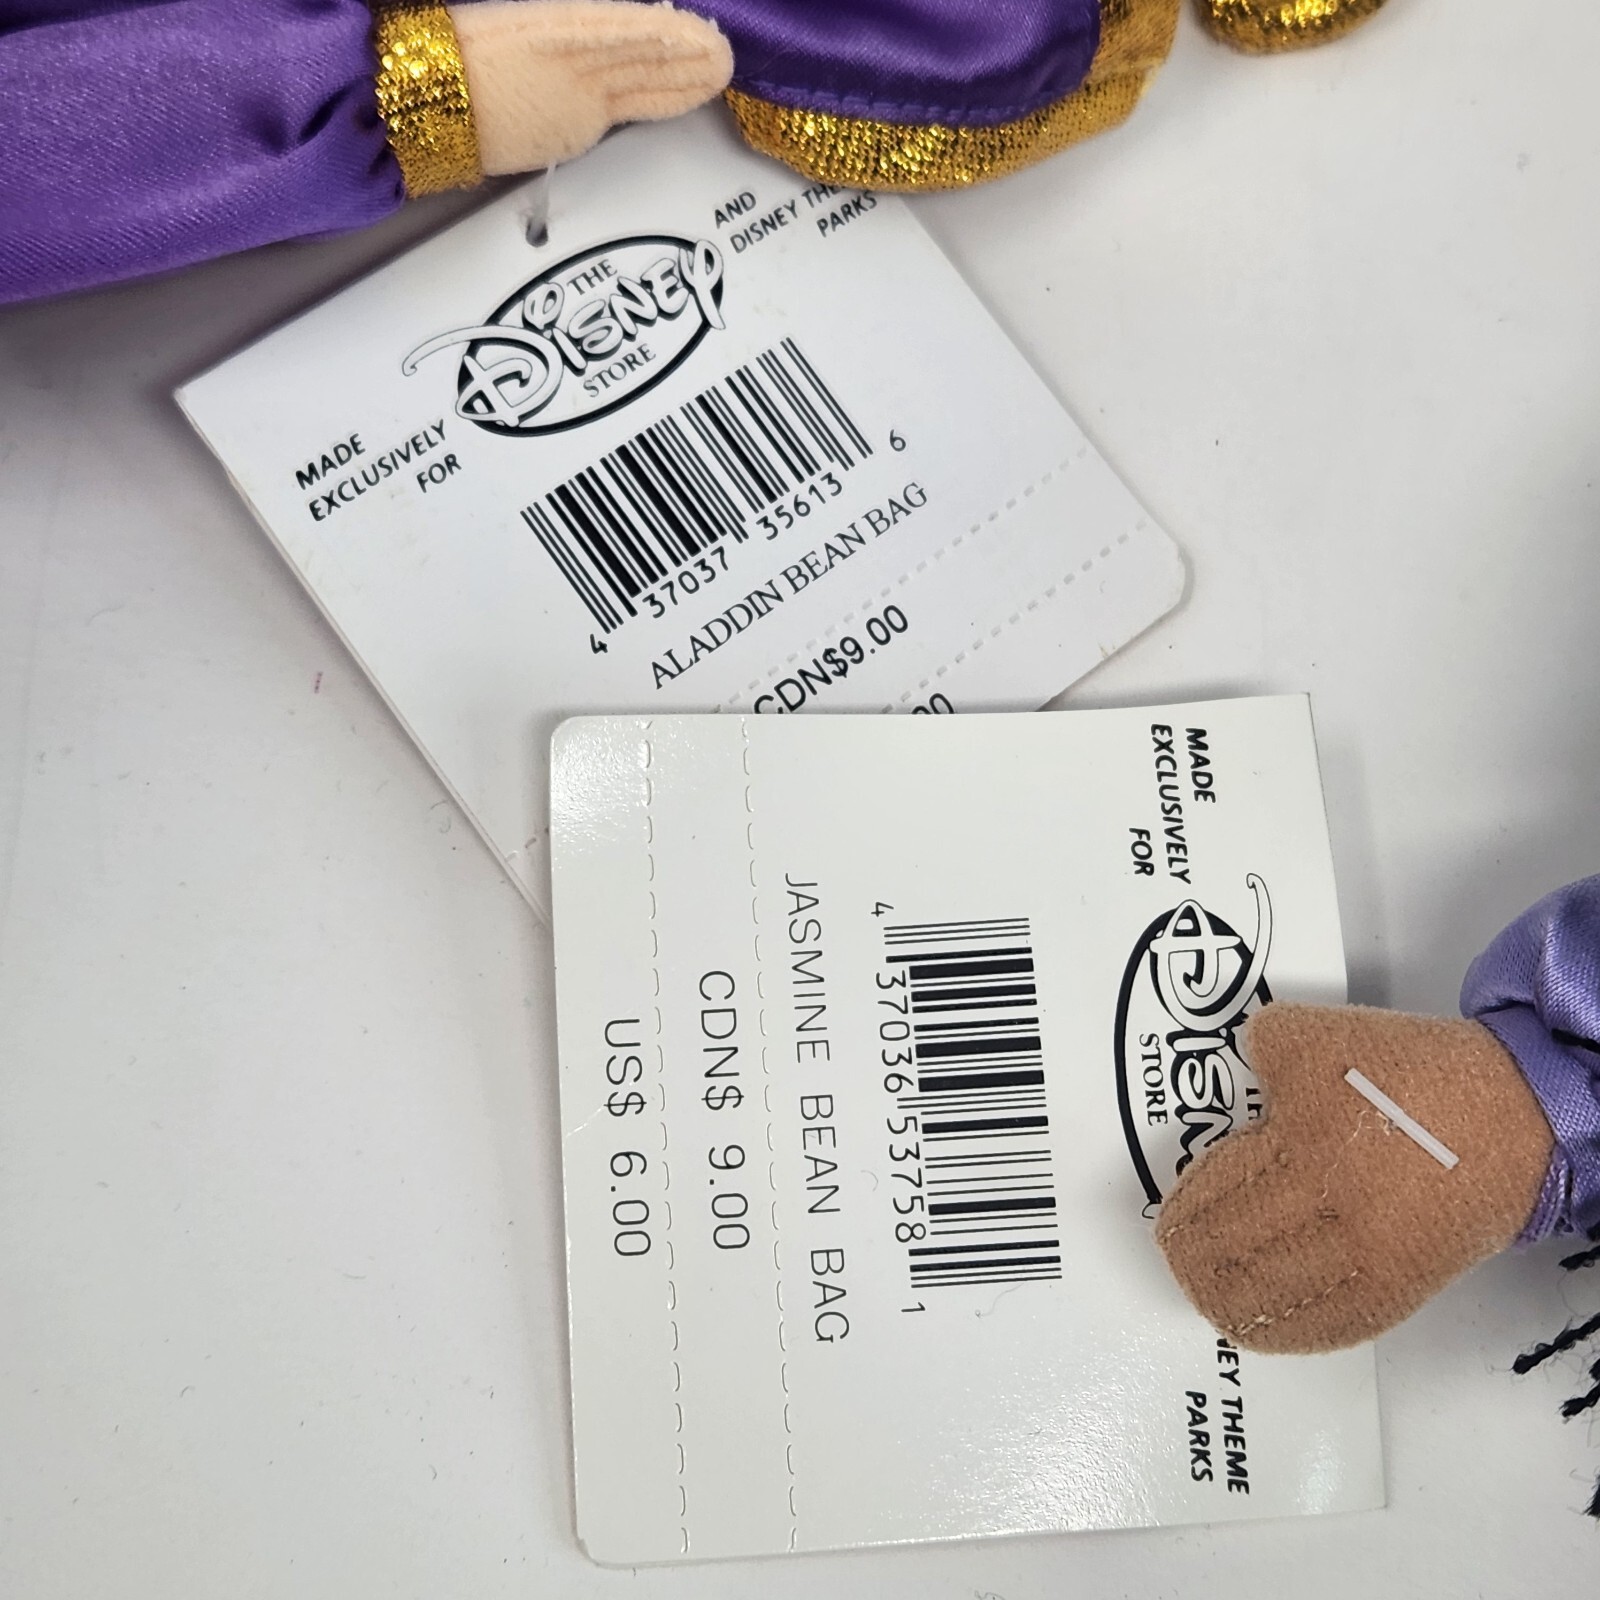 MADE
EXCLUSIVELY
FOR
THE
DISNEY
STORE
AND
DISNEY
PARKS
4 37037 35613 6
ALADDIN BEAN BAG
CDN$9.00
00
MADE
EXCLUSIVELY
FOR
STORE
THEME
PARKS
4 37036 53758 1
JASMINE BEAN BAG
CDN$ 9.00
US$ 6.00